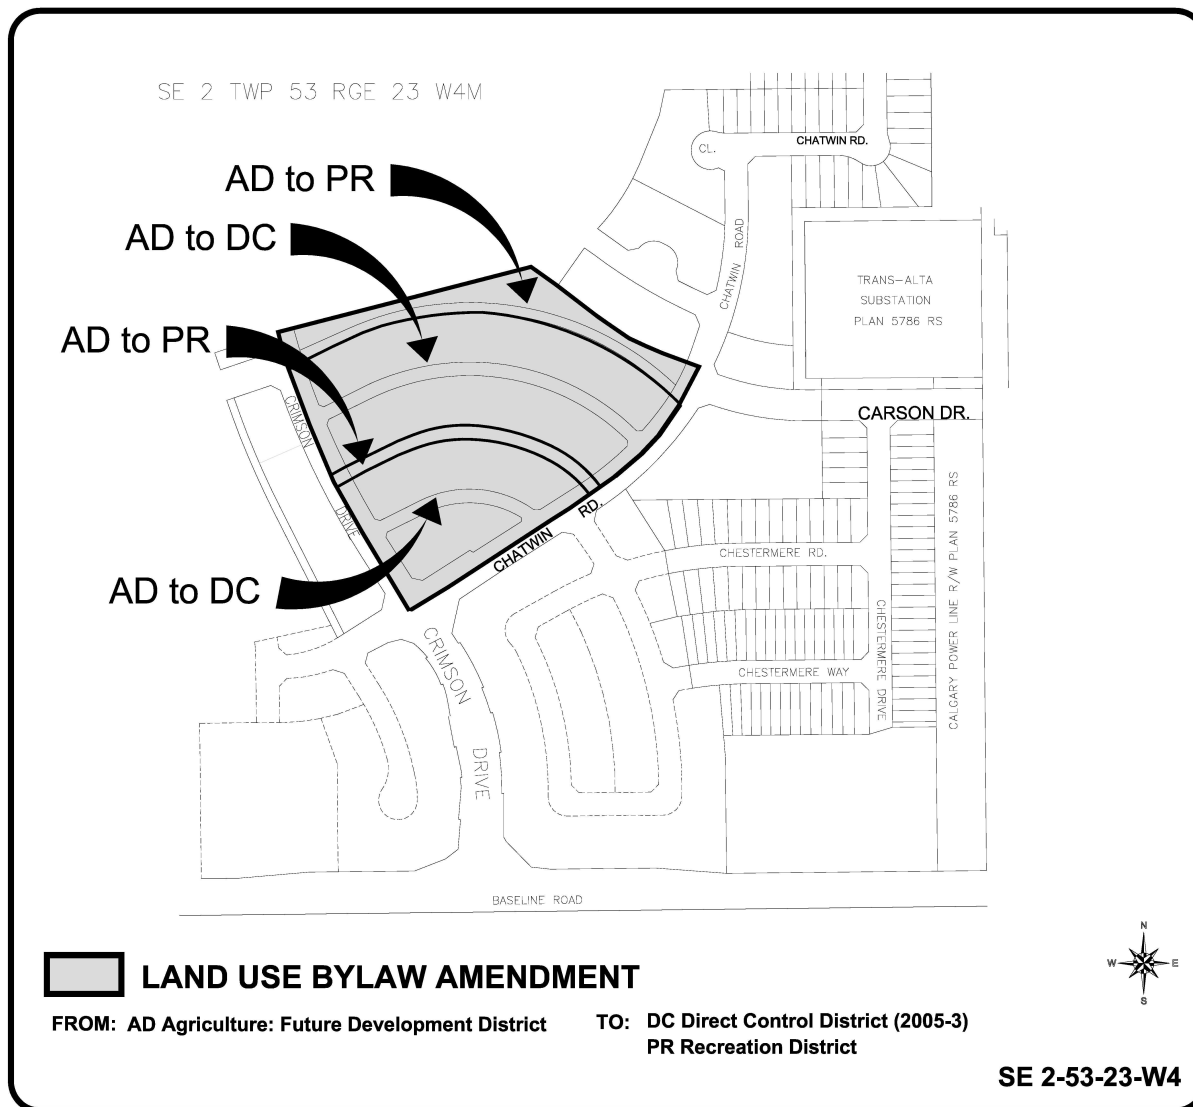 SE 2 TWP 53 RGE 23 W4M
CHATWIN RD.
CL.
AD to PR
AD to DC
CHATWIN ROAD
TRANS-ALTA
SUBSTATION
PLAN 5786 RS
AD to PR
CRIMSON
DRIVE
CARSON DR.
CALGARY POWER LINE R/W PLAN 5786 RS
CHATWIN
RD.
CHESTERMERE RD.
AD to DC
CHESTERMERE DRIVE
CRIMSON
DRIVE
CHESTERMERE WAY
BASELINE ROAD
N
W
E
S
LAND USE BYLAW AMENDMENT
FROM: AD Agriculture: Future Development District
TO: DC Direct Control District (2005-3)
PR Recreation District
SE 2-53-23-W4